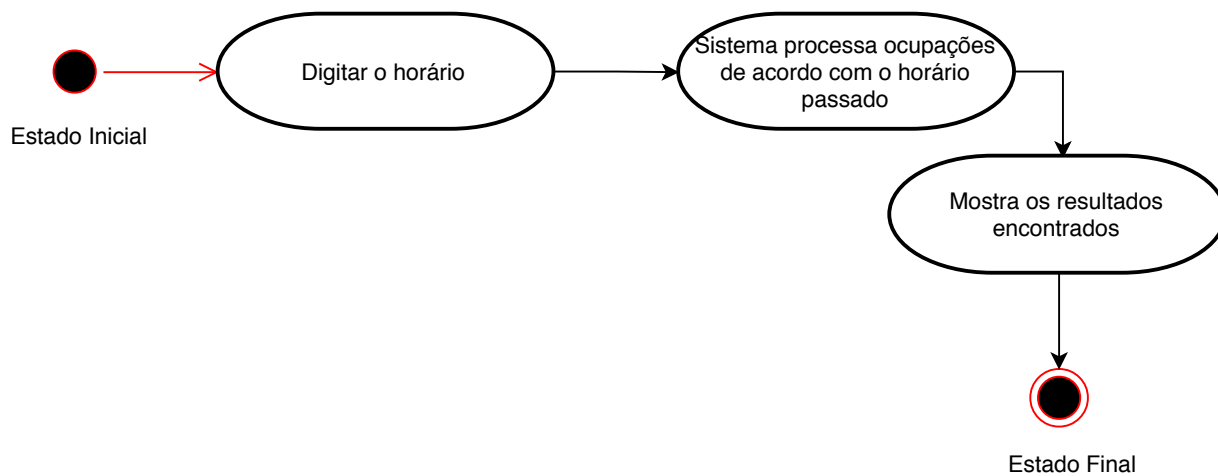 Estado Inicial
Digitar o horário
Sistema processa ocupações
de acordo com o horário
passado
Mostra os resultados
encontrados
Estado Final